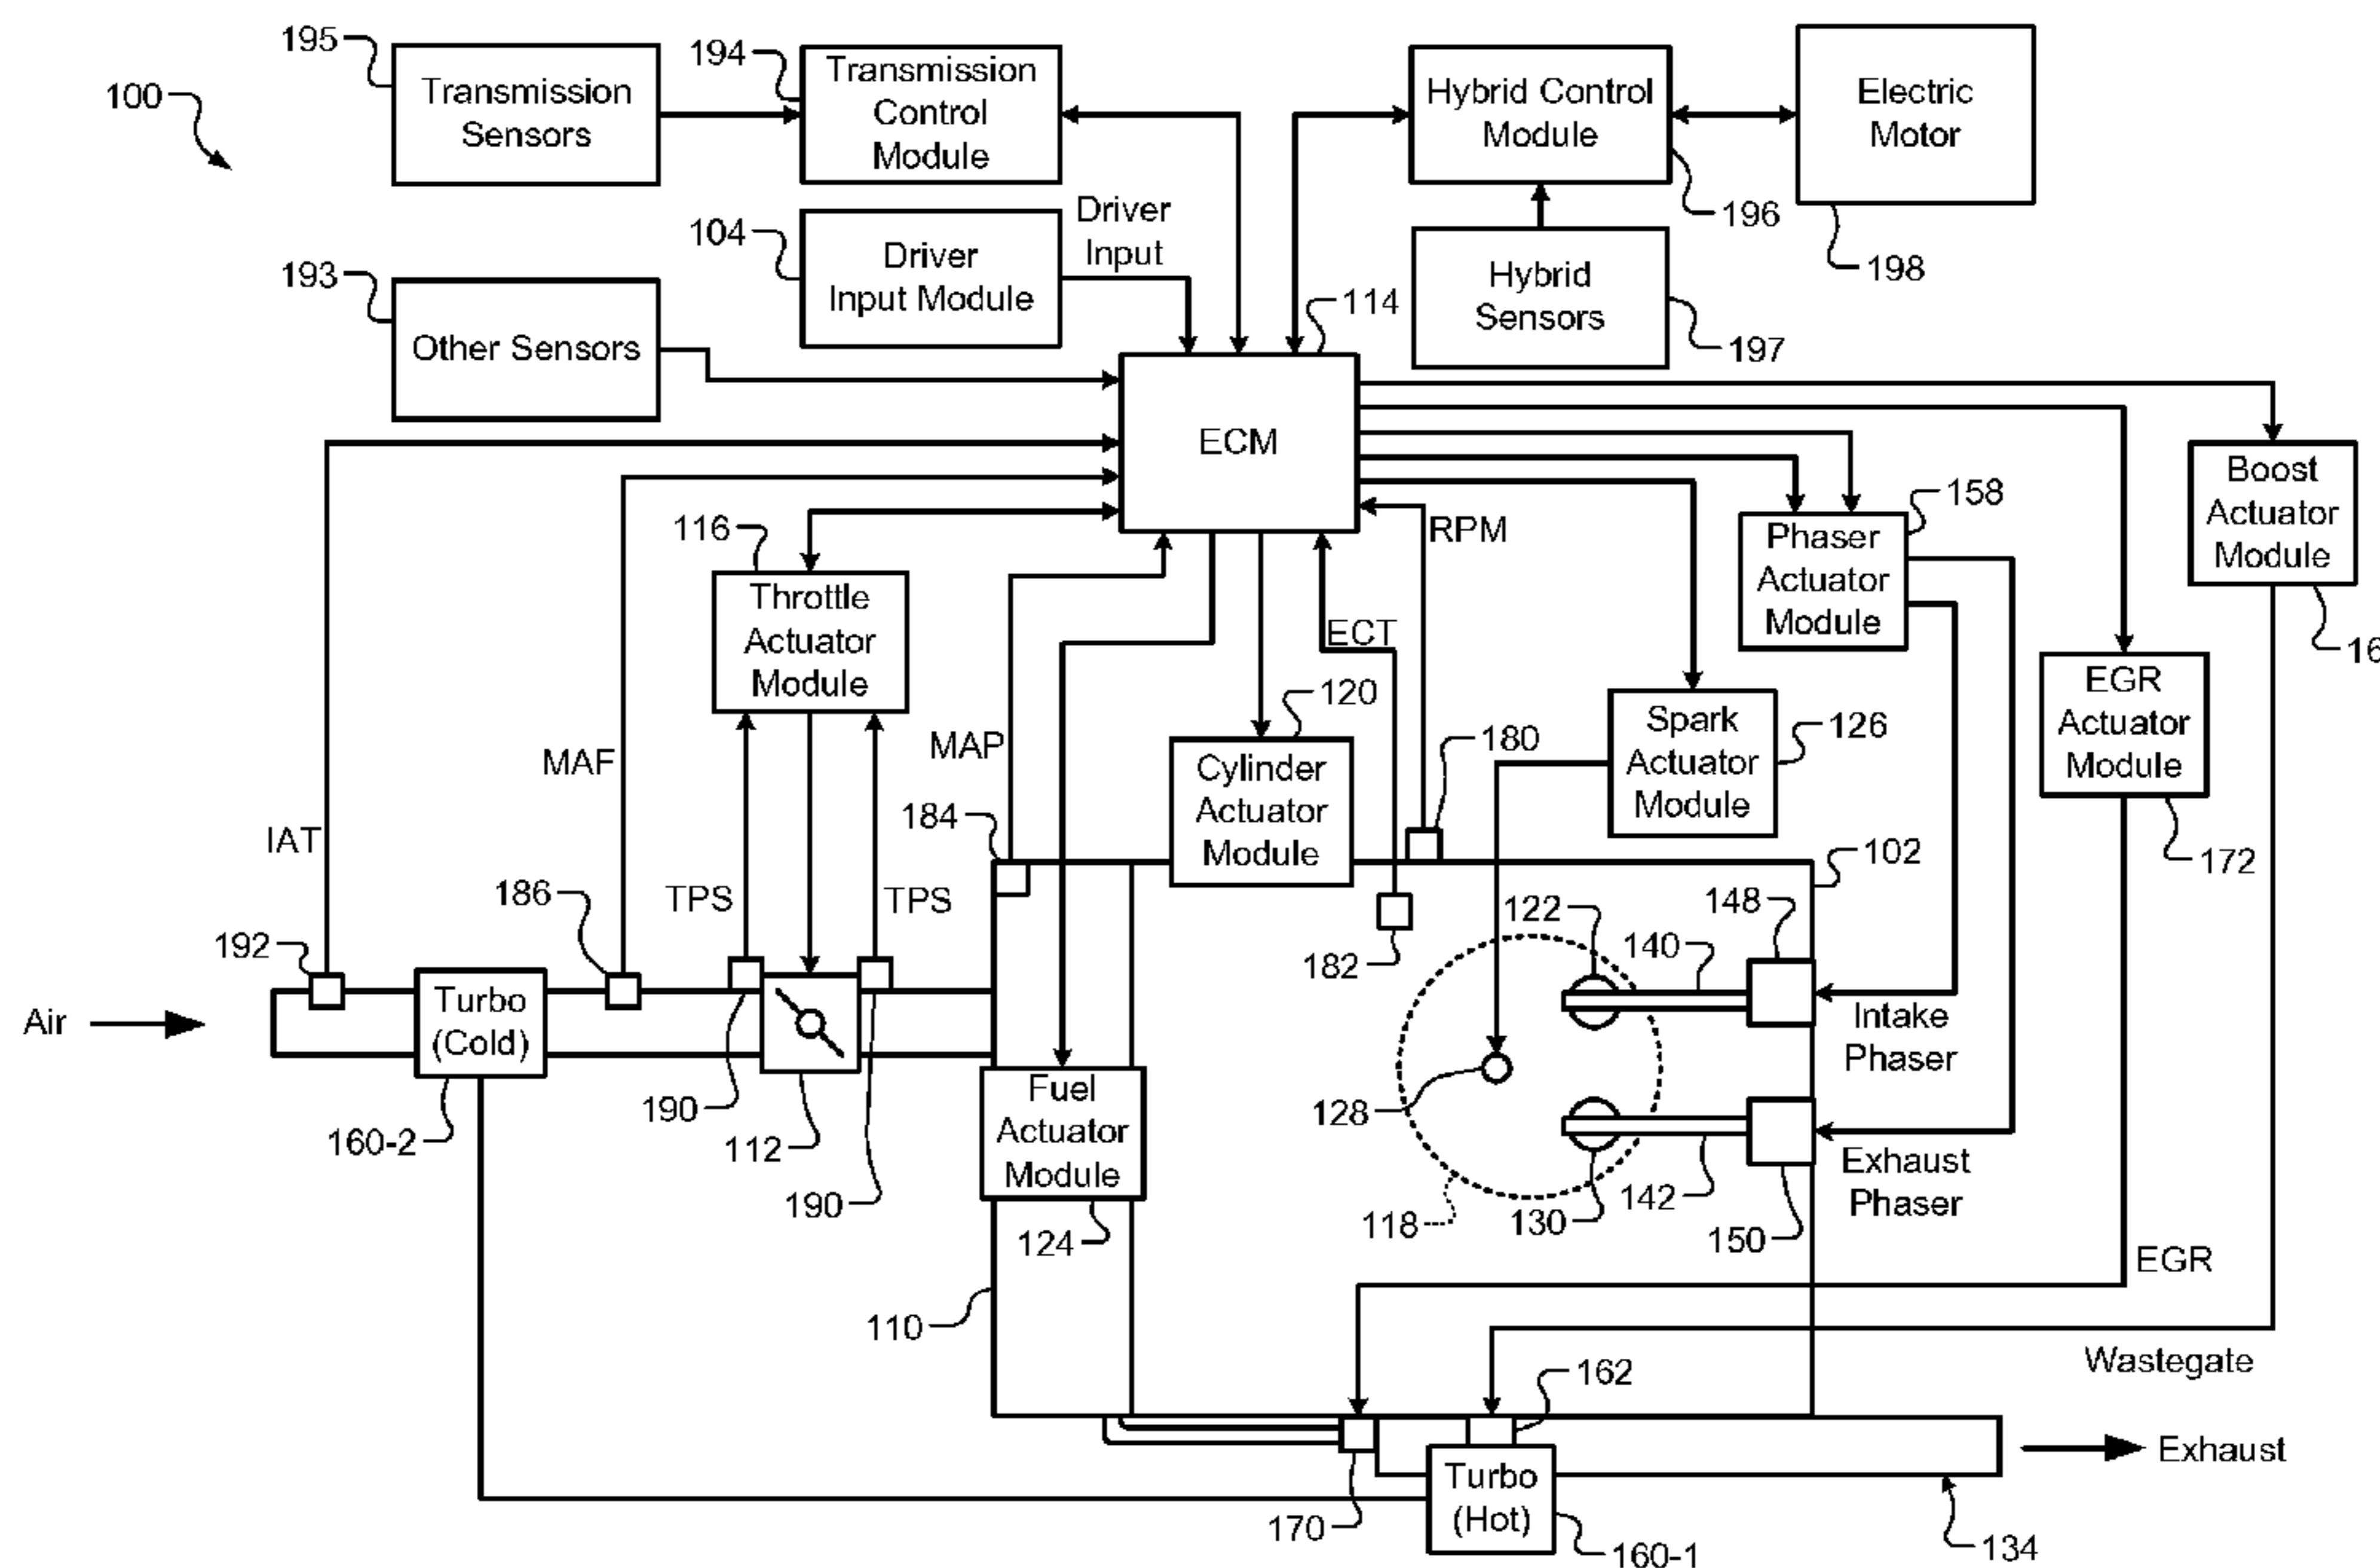 195
Transmission
Sensors
194
Transmission
Control
Module
Hybrid Control
Module
196
Electric
Motor
198
100
104
Driver
Input Module
Driver
Input
193
Other Sensors
Hybrid
Sensors
197
114
ECM
116
Throttle
Actuator
Module
RPM
ECT
158
Phaser
Actuator
Module
Boost
Actuator
Module
16
EGR
Actuator
Module
172
MAP
MAF
IAT
120
Cylinder
Actuator
Module
180
Spark
Actuator
Module
126
184
102
186
TPS
TPS
192
182
122
140
148
Air
Turbo
(Cold)
160-2
190
112
190
Fuel
Actuator
Module
124
128
118
130
142
150
Intake
Phaser
Exhaust
Phaser
EGR
110
Wastegate
162
Exhaust
170
Turbo
(Hot)
160-1
134